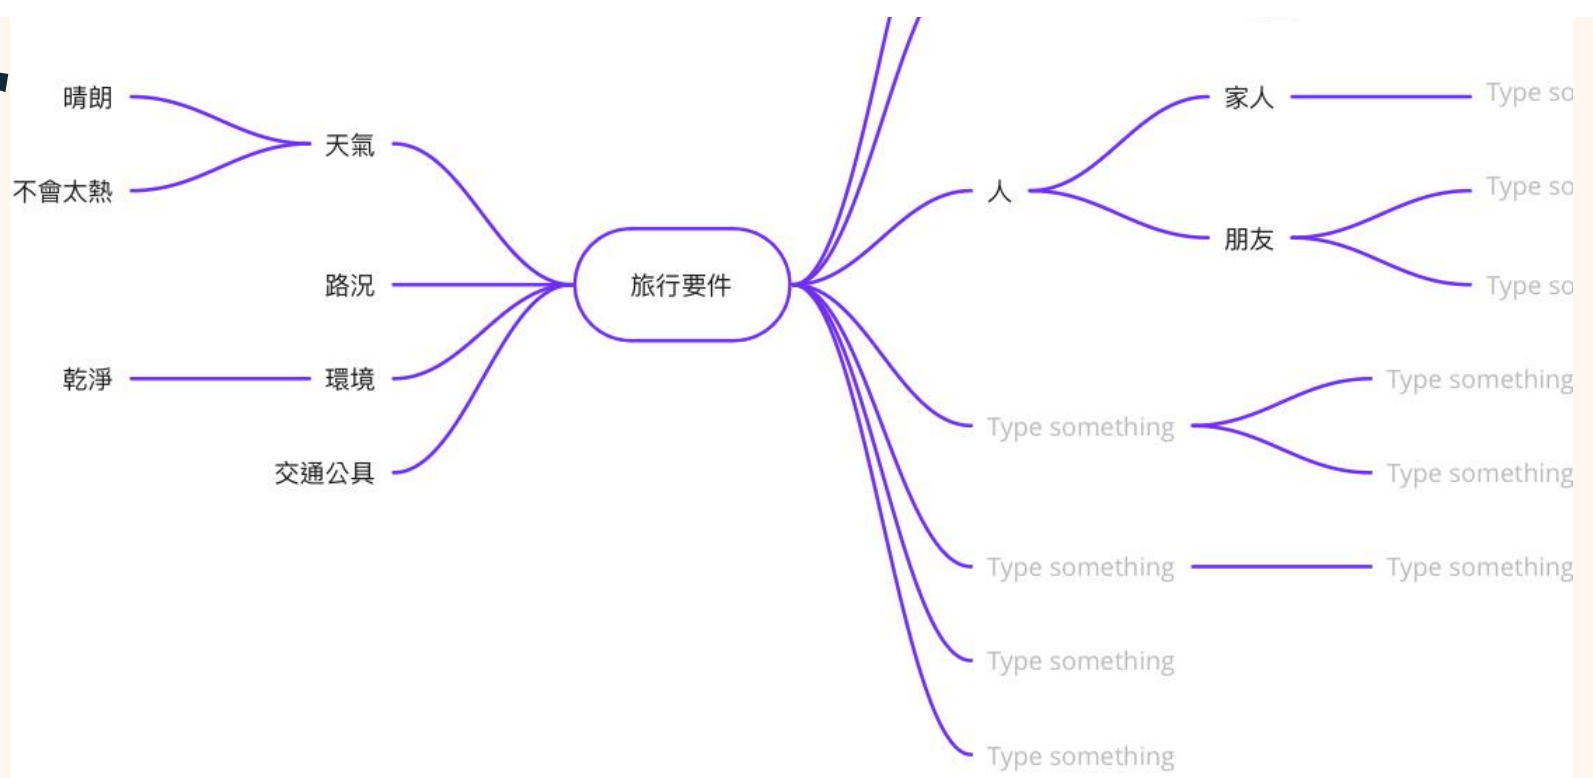 晴朗
不會太熱
天氣
路況
乾淨
環境
交通公具
旅行要件
人
家人
Type so
朋友
Type so
Type so
Type something
Type something
Type something
Type something
Type something
Type something
Type something